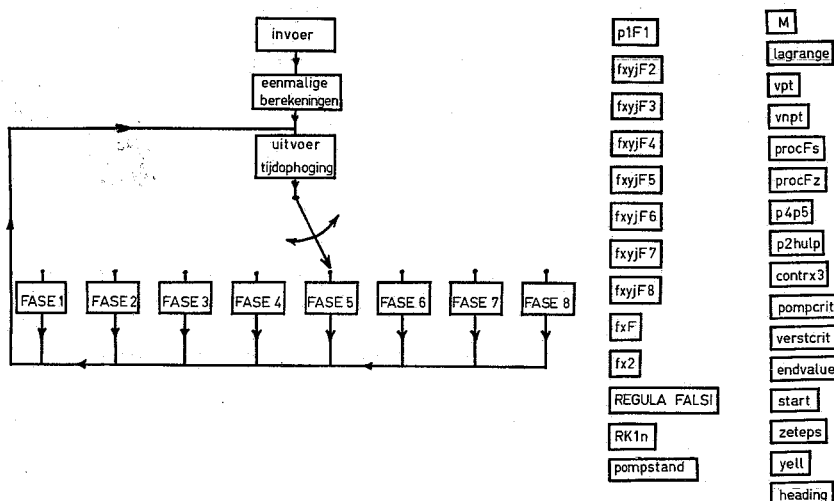 invoer
eenmalige
berekeningen
uitvoer
tijdophoging
FASE 1
FASE 2
FASE 3
FASE 4
FASE 5
FASE 6
FASE 7
FASE 8
p1F1
fxyjF2
fxyjF3
fxyjF4
fxyjF5
fxyjF6
fxyjF7
fxyjF8
fxF
fx2
REGULA FALSI
RK1n
pompstand
M
lagrange
vpt
vnpt
procFs
procFz
p4p5
p2hulp
contrx3
pompcrit
verstcrit
endvalue
start
zeteps
yell
heading